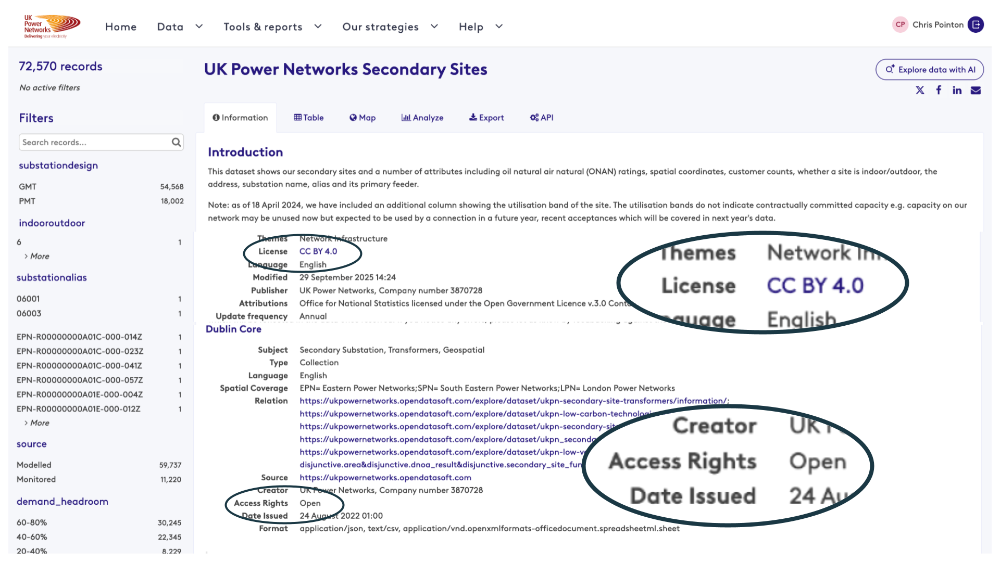 UK
Power
Networks
Delivering your electricity
Home
Data
Tools & reports
Our strategies
Help
CP
Chris Pointon
72,570 records
No active filters
Filters
Search records...
substationdesign
GMT 54,568
PMT 18,002
indooroutdoor
6 1
> More
substationalias
06001 1
06003 1
EPN-R00000000A01C-000-014Z 1
EPN-R00000000A01C-000-023Z 1
EPN-R00000000A01C-000-041Z 1
EPN-R00000000A01C-000-057Z 1
EPN-R00000000A01E-000-004Z 1
EPN-R00000000A01E-000-012Z 1
> More
source
Modelled 59,737
Monitored 11,220
demand_headroom
60-80% 30,245
40-60% 22,345
20-40% 8,229
UK Power Networks Secondary Sites
Explore data with AI
Information
Table
Map
Analyze
Export
API
Introduction
This dataset shows our secondary sites and a number of attributes including oil natural air natural (ONAN) ratings, spatial coordinates, customer counts, whether a site is indoor/outdoor, the
address, substation name, alias and its primary feeder.
Note: as of 18 April 2024, we have included an additional column showing the utilisation band of the site. The utilisation bands do not indicate contractually committed capacity e.g. capacity on our
network may be unused now but expected to be used by a connection in a future year, recent acceptances which will be covered in next year's data.
Themes Network Infrastructure
License CC BY 4.0
Language English
Modified 29 September 2025 14:24
Publisher UK Power Networks, Company number 3870728
Attributions Office for National Statistics licensed under the Open Government Licence v.3.0
Update frequency Annual
Themes Network
License CC BY 4.0
English
Dublin Core
Subject Secondary Substation, Transformers, Geospatial
Type Collection
Language English
Spatial Coverage EPN= Eastern Power Networks;SPN= South Eastern Power Networks;LPN= London Power Networks
Relation https://ukpowernetworks.opendatasoft.com/explore/dataset/ukpn-secondary-site-transformers/information/;
https://ukpowernetworks.opendatasoft.com/explore/dataset/ukpn-low-carbon-technologie
https://ukpowernetworks.opendatasoft.com/explore/dataset/ukpn-secondary-sit
https://ukpowernetworks.opendatasoft.com/explore/dataset/ukpn_seconda
https://ukpowernetworks.opendatasoft.com/explore/dataset/ukpn-low-v
disjunctive.area&disjunctive.dnoa_result&disjunctive.secondary_site_fun
Source https://ukpowernetworks.opendatasoft.com
Creator UK Power Networks, Company number 3870728
Access Rights Open
Date Issued 24 August 2022 01:00
Format application/json, text/csv, application/vnd.openxmlformats-officedocument.spreadsheetml.sheet
Creator UK
Access Rights Open
Date Issued 24 Au